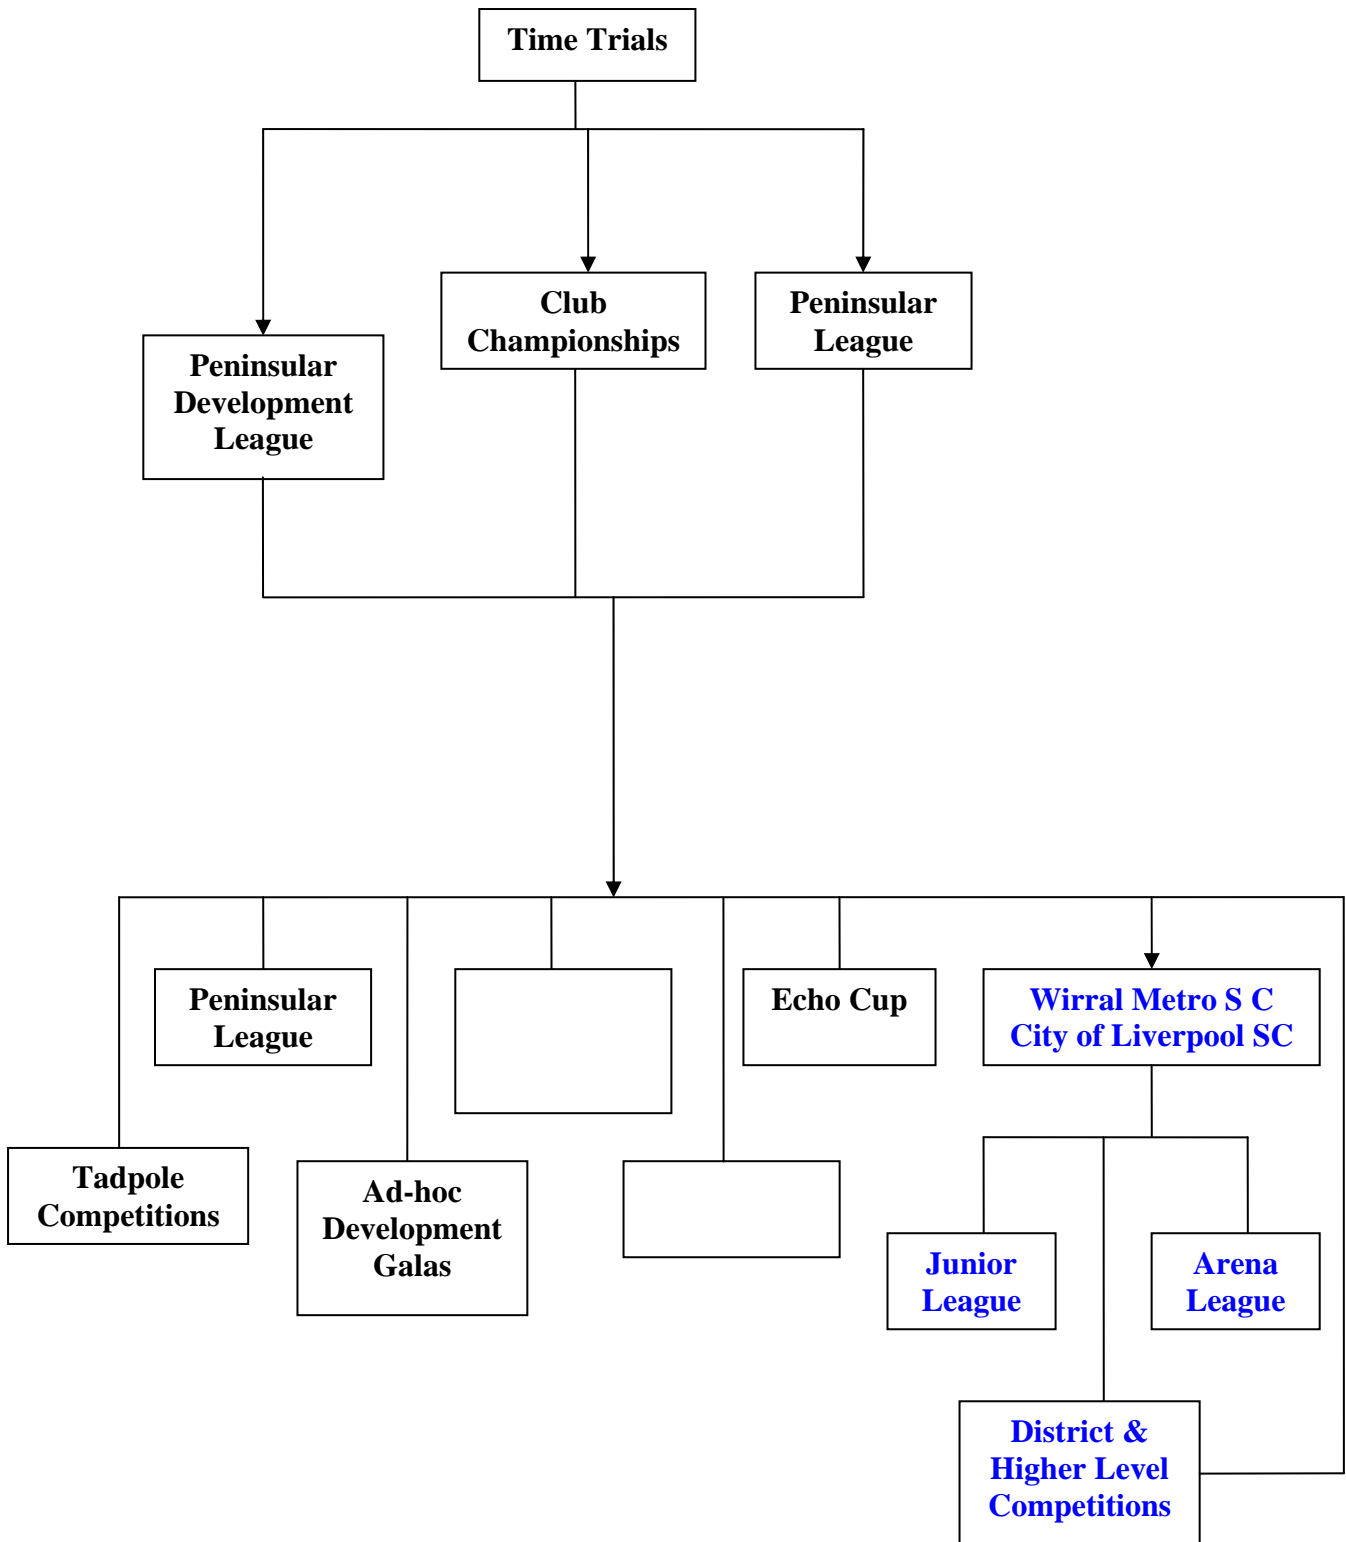 Time Trials
Club
Championships
Peninsular
League
Peninsular
Development
League
Peninsular
League
Echo Cup
Wirral Metro S C
City of Liverpool SC
Tadpole
Competitions
Ad-hoc
Development
Galas
Junior
League
Arena
League
District &
Higher Level
Competitions